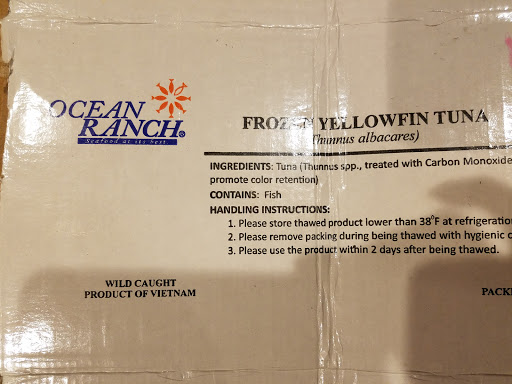 OCEAN
RANCH®
Seafood at its best
FROZEN YELLOWFIN TUNA
(Thunnus albacares)
INGREDIENTS: Tuna (Thunnus spp., treated with Carbon Monoxide
promote color retention)
CONTAINS: Fish
HANDLING INSTRUCTIONS:
1. Please store thawed product lower than 38°F at refrigeratio
2. Please remove packing during being thawed with hygienic c
3. Please use the product within 2 days after being thawed.
WILD CAUGHT
PRODUCT OF VIETNAM
PACK